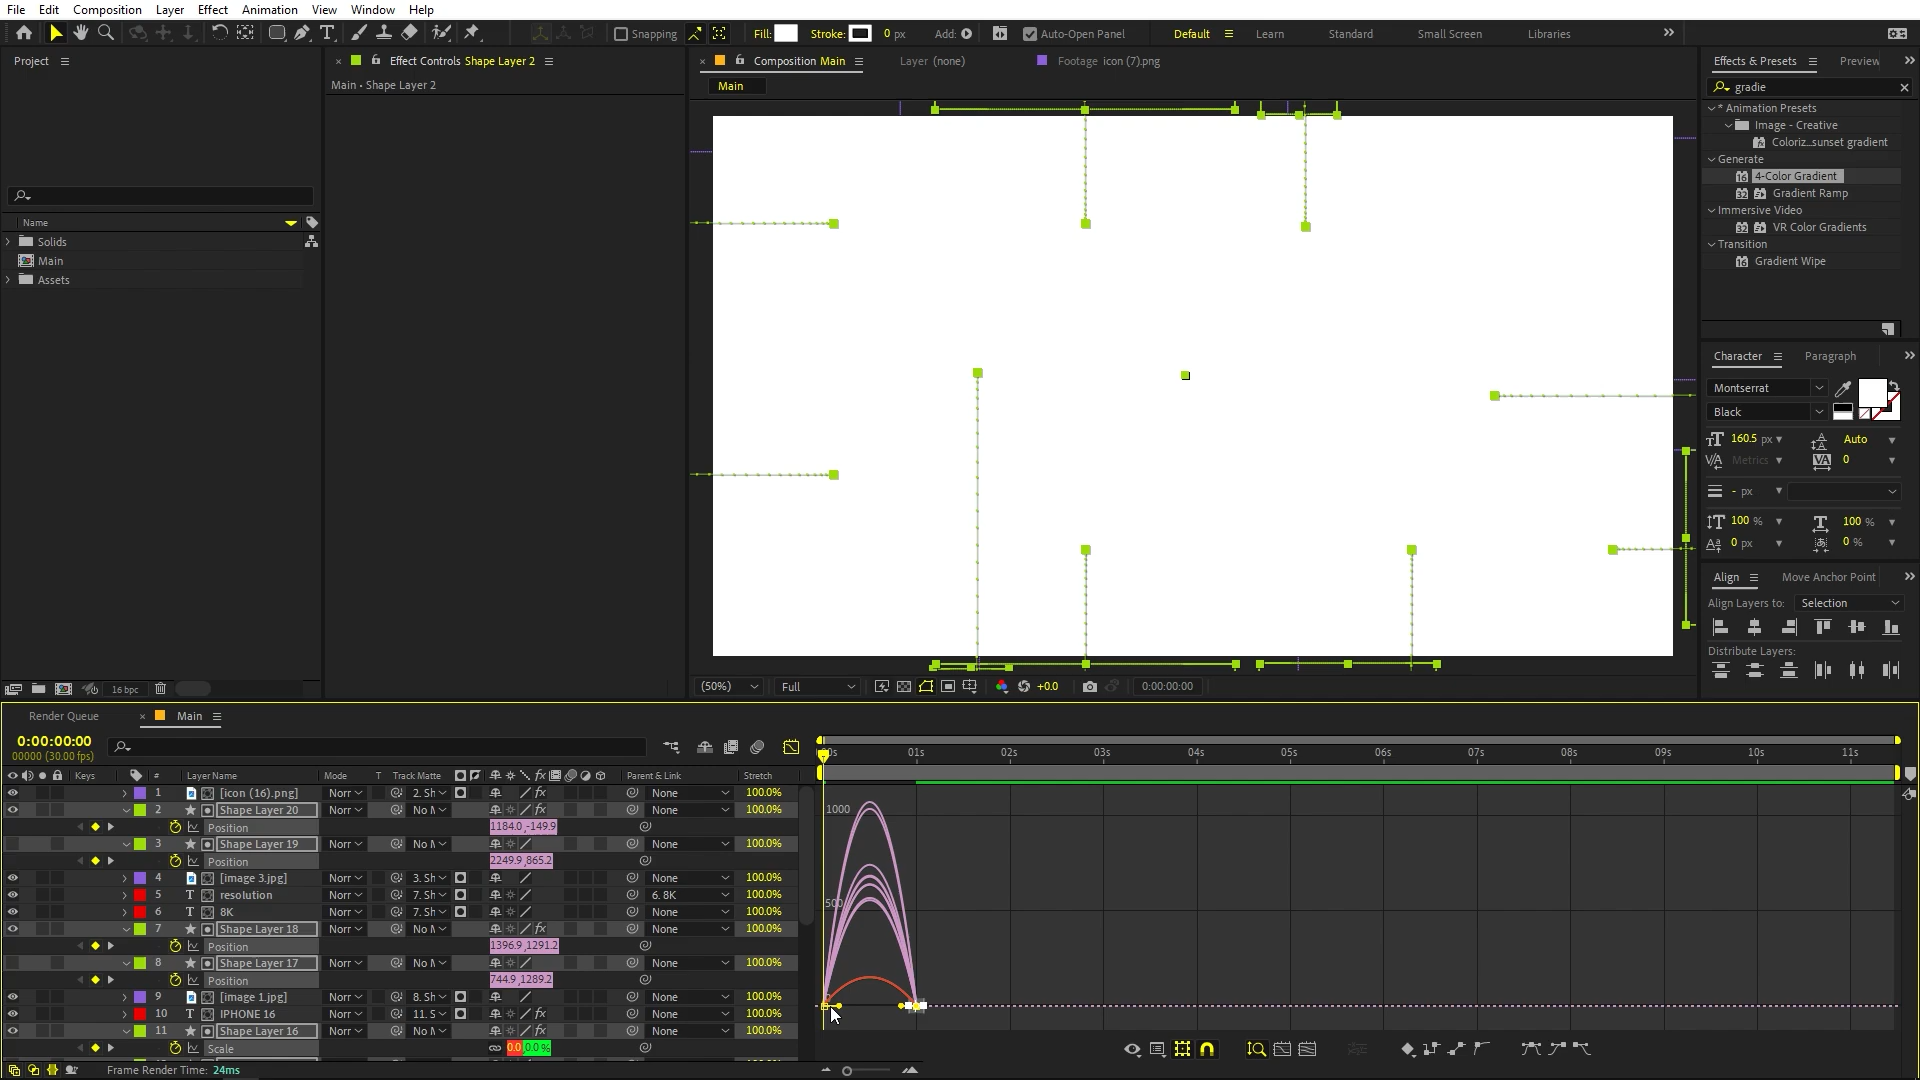 File Edit Composition Layer Effect Animation View Window Help
Snapping Fill: Stroke: 0 px Add: Auto-Open Panel Default Learn Standard Small Screen Libraries
Project
Effect Controls Shape Layer 2
Main • Shape Layer 2
Composition Main Layer (none) Footage icon (7).png
Main
Effects & Presets Preview
gradie
* Animation Presets
Image - Creative
Coloriz...sunset gradient
Generate
4-Color Gradient
Gradient Ramp
Immersive Video
VR Color Gradients
Transition
Gradient Wipe
Name
Solids
Main
Assets
Character Paragraph
Montserrat
Black
160.5 px Auto
Metrics 0
- px
100 % 100 %
0 px 0 %
Align Move Anchor Point
Align Layers to: Selection
Distribute Layers:
16 bpc
(50%) Full +0.0 0:00:00:00
Render Queue Main
0:00:00:00
00000 (30.00 fps)
Keys # Layer Name Mode T Track Matte Parent & Link Stretch
00s 01s 02s 03s 04s 05s 06s 07s 08s 09s 10s 11s
1 [icon (16).png] Norr 2. Sh None 100.0%
2 Shape Layer 20 Norr No M None 100.0%
Position 1184.0,-149.9
3 Shape Layer 19 Norr No M None 100.0%
Position 2249.9,865.2
4 [image 3.jpg] Norr 3. Sh None 100.0%
5 resolution Norr 7. Sh 6. 8K 100.0%
6 8K Norr 7. Sh None 100.0%
7 Shape Layer 18 Norr No M None 100.0%
Position 1396.9,1291.2
8 Shape Layer 17 Norr No M None 100.0%
Position 744.9,1289.2
9 [image 1.jpg] Norr 8. Sh None 100.0%
10 IPHONE 16 Norr 11. S None 100.0%
11 Shape Layer 16 Norr No M None 100.0%
Scale 0.0,0.0 %
1000
500
Frame Render Time: 24ms